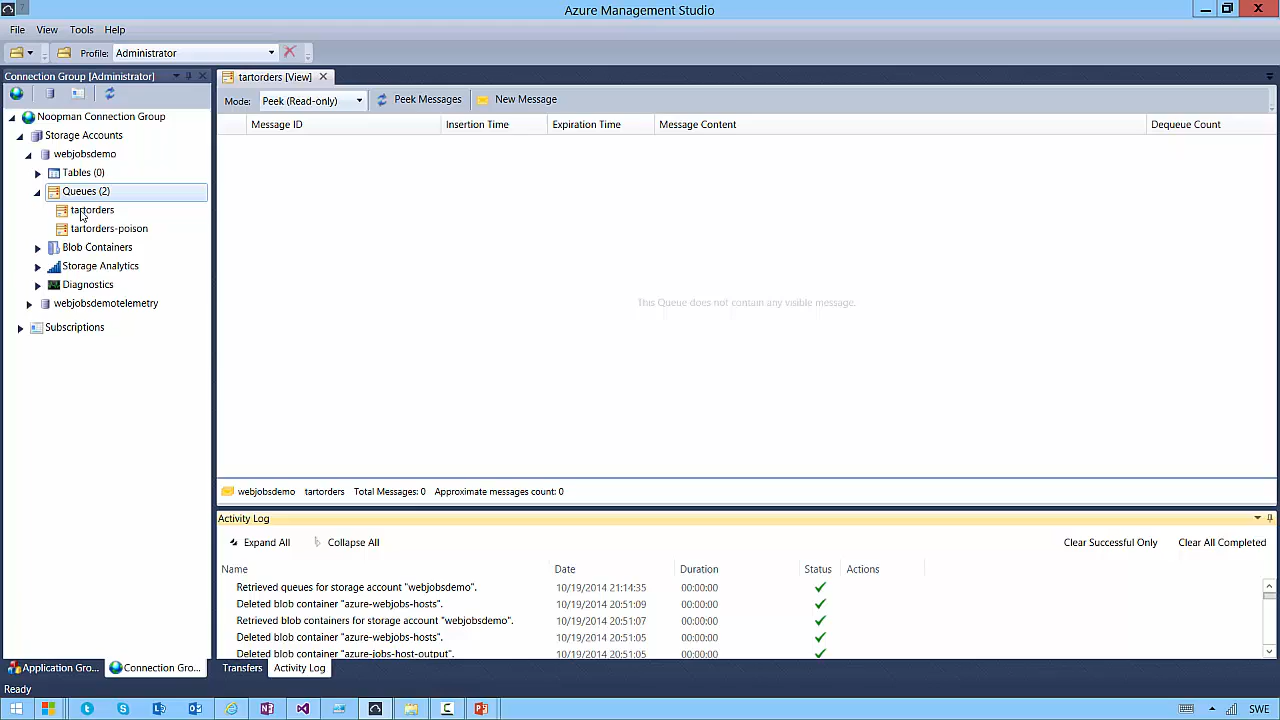 Azure Management Studio
File View Tools Help
Profile: Administrator
Connection Group [Administrator]
tartorders [View]
Mode: Peek (Read-only) Peek Messages New Message
Message ID Insertion Time Expiration Time Message Content Dequeue Count
Noopman Connection Group
Storage Accounts
webjobsdemo
Tables (0)
Queues (2)
tartorders
tartorders-poison
Blob Containers
Storage Analytics
Diagnostics
webjobsdemotelemetry
Subscriptions
This Queue does not contain any visible message.
webjobsdemo tartorders Total Messages: 0 Approximate messages count: 0
Activity Log
Expand All Collapse All Clear Successful Only Clear All Completed
Name Date Duration Status Actions
Retrieved queues for storage account "webjobsdemo". 10/19/2014 21:14:35 00:00:00
Deleted blob container "azure-webjobs-hosts". 10/19/2014 20:51:09 00:00:00
Retrieved blob containers for storage account "webjobsdemo". 10/19/2014 20:51:07 00:00:00
Deleted blob container "azure-webjobs-hosts". 10/19/2014 20:51:05 00:00:00
Deleted blob container "azure-jobs-host-output". 10/19/2014 20:51:05 00:00:00
Application Gro... Connection Gro... Transfers Activity Log
Ready
SWE